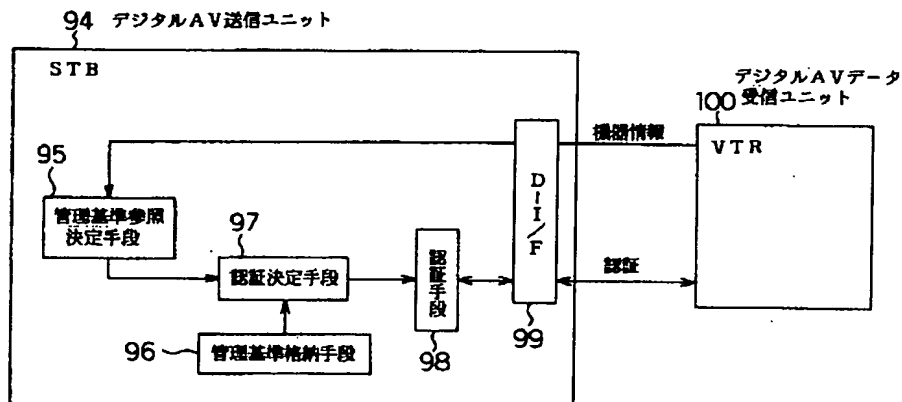 94 デジタルAV送信ユニット
STB
デジタルAVデータ
100 受信ユニット
機器情報
VTR
95
管理基準参照
決定手段
97
認証決定手段
認証手段
D-I/F
認証
96
管理基準格納手段
98
99